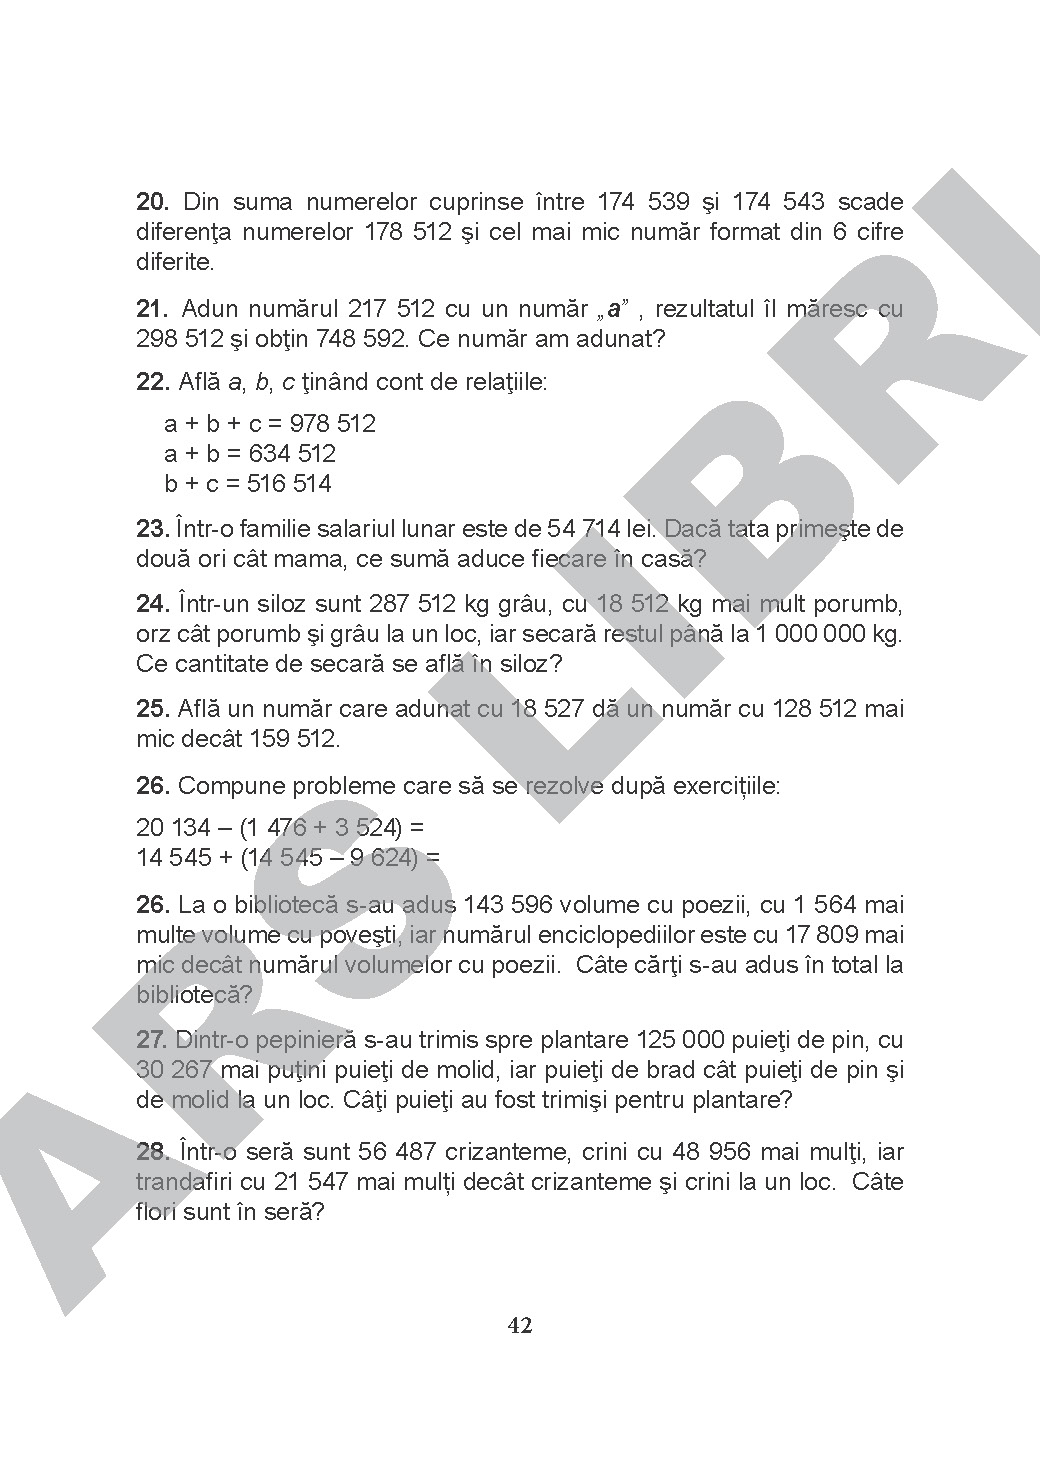 20. Din suma numerelor cuprinse între 174 539 şi 174 543 scade
diferenţa numerelor 178 512 şi cel mai mic număr format din 6 cifre
diferite.
21. Adun numărul 217 512 cu un număr „a” , rezultatul îl măresc cu
298 512 şi obţin 748 592. Ce număr am adunat?
22. Află a, b, c ţinând cont de relaţiile:
a + b + c = 978 512
a + b = 634 512
b + c = 516 514
23. Într-o familie salariul lunar este de 54 714 lei. Dacă tata primeşte de
două ori cât mama, ce sumă aduce fiecare în casă?
24. Într-un siloz sunt 287 512 kg grâu, cu 18 512 kg mai mult porumb,
orz cât porumb şi grâu la un loc, iar secară restul până la 1 000 000 kg.
Ce cantitate de secară se află în siloz?
25. Află un număr care adunat cu 18 527 dă un număr cu 128 512 mai
mic decât 159 512.
26. Compune probleme care să se rezolve după exercițiile:
20 134 – (1 476 + 3 524) =
14 545 + (14 545 – 9 624) =
26. La o bibliotecă s-au adus 143 596 volume cu poezii, cu 1 564 mai
multe volume cu poveşti, iar numărul enciclopediilor este cu 17 809 mai
mic decât numărul volumelor cu poezii. Câte cărţi s-au adus în total la
bibliotecă?
27. Dintr-o pepinieră s-au trimis spre plantare 125 000 puieţi de pin, cu
30 267 mai puţini puieţi de molid, iar puieţi de brad cât puieţi de pin şi
de molid la un loc. Câţi puieţi au fost trimişi pentru plantare?
28. Într-o seră sunt 56 487 crizanteme, crini cu 48 956 mai mulţi, iar
trandafiri cu 21 547 mai mulți decât crizanteme şi crini la un loc. Câte
flori sunt în seră?
42
ARS LIBRI